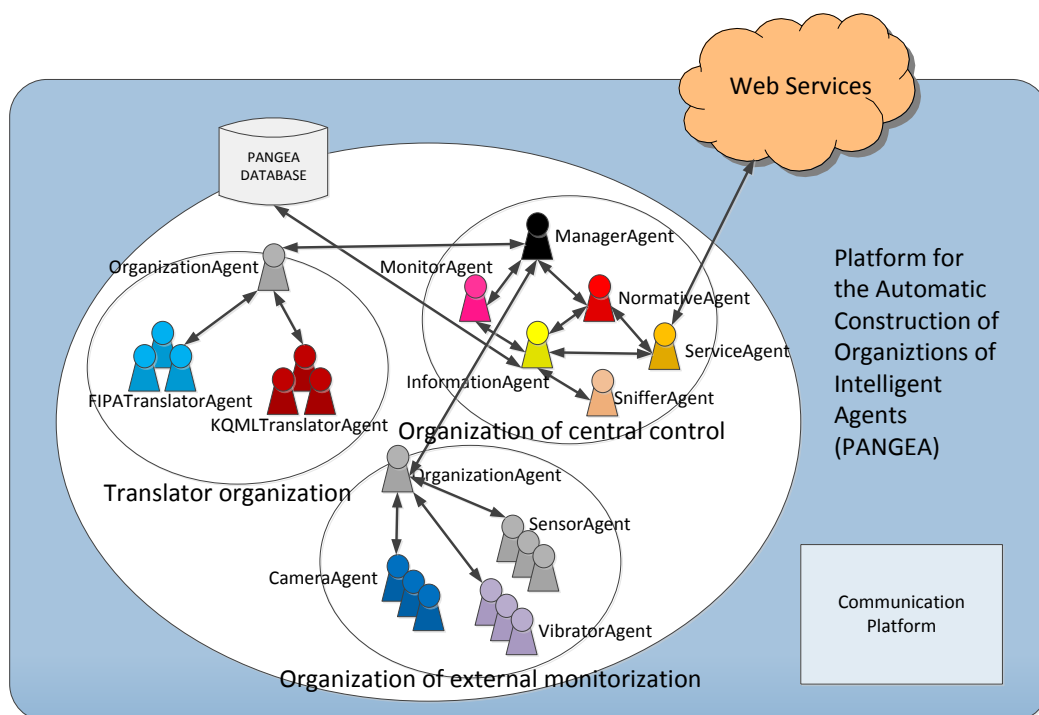 Web Services
PANGEA
DATABASE
ManagerAgent
OrganizationAgent
MonitorAgent
NormativeAgent
ServiceAgent
InformationAgent
SnifferAgent
FIPATranslatorAgent
KQMLTranslatorAgent
Organization of central control
Translator organization
OrganizationAgent
SensorAgent
CameraAgent
VibratorAgent
Organization of external monitorization
Platform for
the Automatic
Construction of
Organiztions of
Intelligent
Agents
(PANGEA)
Communication
Platform